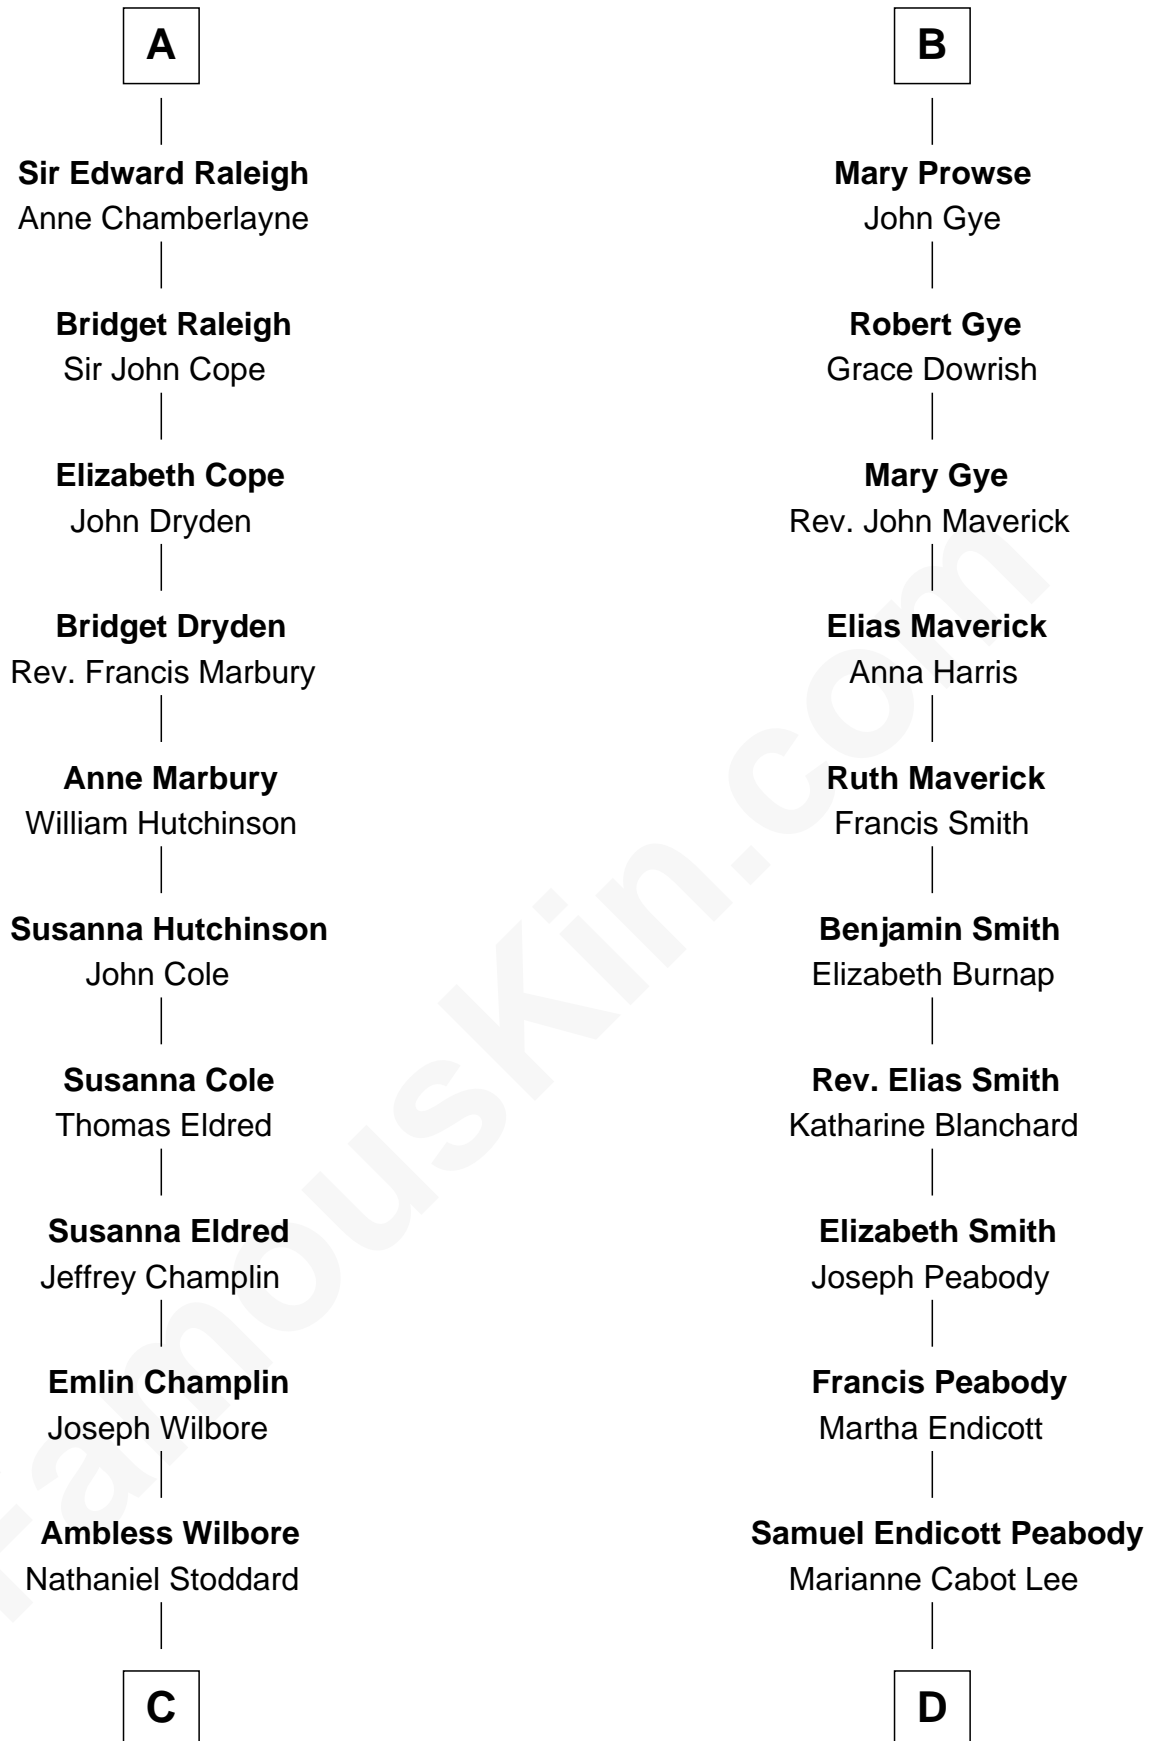 A
Sir Edward Raleigh
Anne Chamberlayne
Bridget Raleigh
Sir John Cope
Elizabeth Cope
John Dryden
Bridget Dryden
Rev. Francis Marbury
Anne Marbury
William Hutchinson
Susanna Hutchinson
John Cole
Susanna Cole
Thomas Eldred
Susanna Eldred
Jeffrey Champlin
Emlin Champlin
Joseph Wilbore
Ambless Wilbore
Nathaniel Stoddard
C
B
Mary Prowse
John Gye
Robert Gye
Grace Dowrish
Mary Gye
Rev. John Maverick
Elias Maverick
Anna Harris
Ruth Maverick
Francis Smith
Benjamin Smith
Elizabeth Burnap
Rev. Elias Smith
Katharine Blanchard
Elizabeth Smith
Joseph Peabody
Francis Peabody
Martha Endicott
Samuel Endicott Peabody
Marianne Cabot Lee
D
FamousKin.com